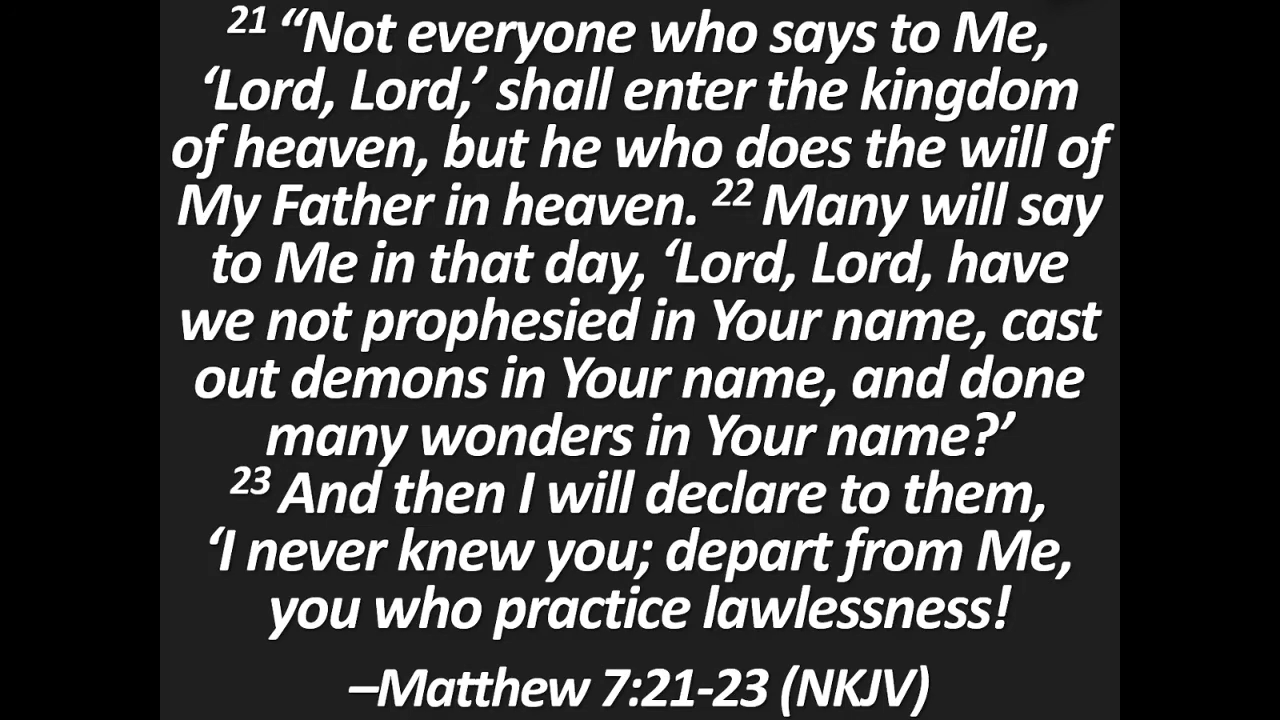 21 “Not everyone who says to Me,
‘Lord, Lord,’ shall enter the kingdom
of heaven, but he who does the will of
My Father in heaven. 22 Many will say
to Me in that day, ‘Lord, Lord, have
we not prophesied in Your name, cast
out demons in Your name, and done
many wonders in Your name?’
23 And then I will declare to them,
‘I never knew you; depart from Me,
you who practice lawlessness!
–Matthew 7:21-23 (NKJV)